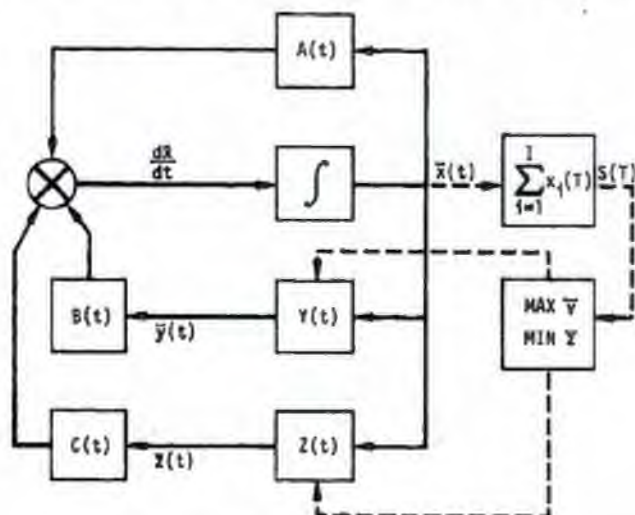 A(t)
dx̄
dt
∫
x̄(t)
I
∑ xᵢ(T)
i=1
S(T)
B(t)
ȳ(t)
Y(t)
MAX
MIN
C(t)
z̄(t)
Z(t)